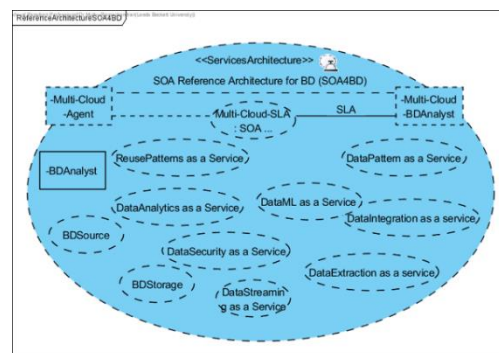 ReferenceArchitectureSOA4BD
<<ServicesArchitecture>>
SOA Reference Architecture for BD (SOA4BD)
-Multi-Cloud
-Agent
Multi-Cloud-SLA
: SOA ...
SLA
-Multi-Cloud
-BDAnalyst
ReusePatterns as a Service
DataPattern as a Service
-BDAnalyst
DataAnalytics as a Service
DataML as a Service
DataIntegration as a service
BDSource
DataSecurity as a Service
DataExtraction as a service
BDStorage
DataStreamin
g as a Service